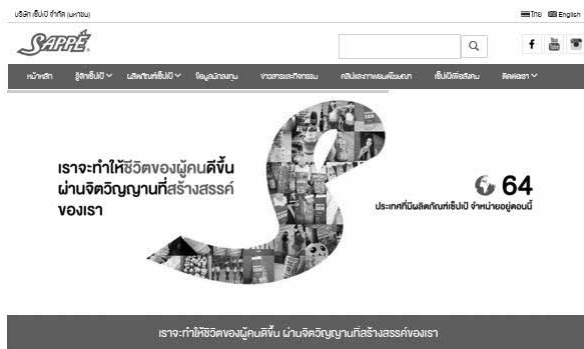 บริษัท เซ็ปเป้ จำกัด (มหาชน)
ไทย English
SAPPÉ
หน้าหลัก รู้จักเซ็ปเป้ ผลิตภัณฑ์เซ็ปเป้ ข้อมูลนักลงทุน ข่าวสารและกิจกรรม คลิปและภาพยนต์โฆษณา เซ็ปเป้เพื่อสังคม ติดต่อเรา
เราจะทำให้ชีวิตของผู้คนดีขึ้น
ผ่านจิตวิญญานที่สร้างสรรค์
ของเรา
64
ประเทศที่มีผลิตภัณฑ์เซ็ปเป้ จำหน่ายอยู่ตอนนี้
เราจะทำให้ชีวิตของผู้คนดีขึ้น ผ่านจิตวิญญานที่สร้างสรรค์ของเรา